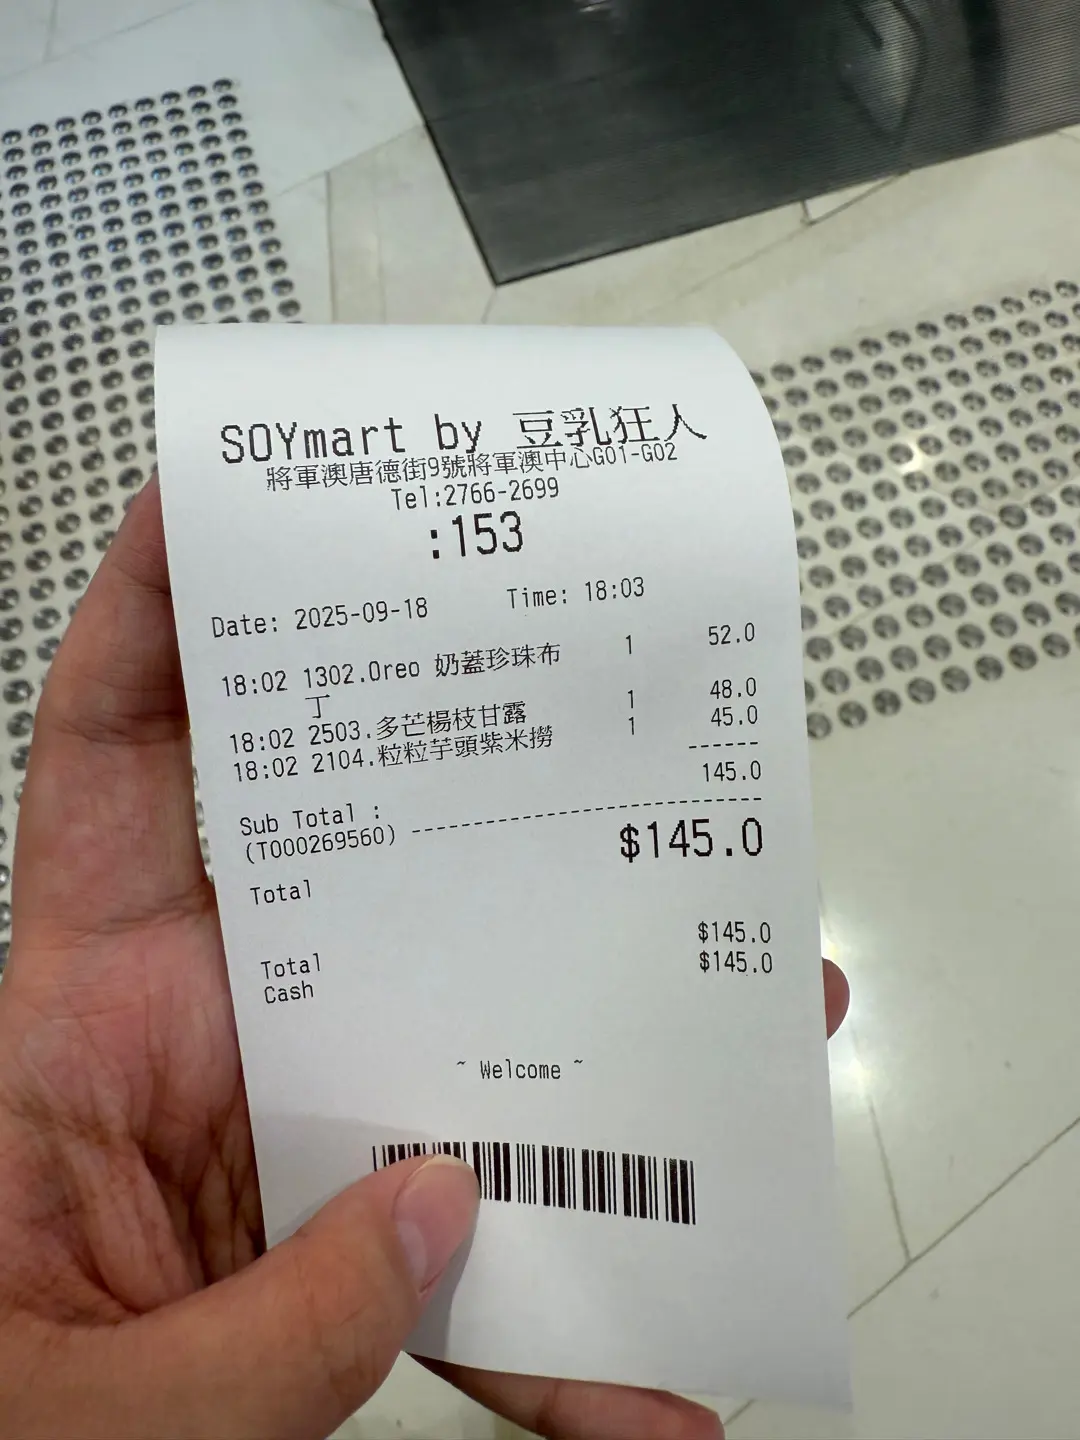 SOYmart by 豆乳狂人
將軍澳唐德街9號將軍澳中心G01-G02
Tel:2766-2699
:153
Date: 2025-09-18 Time: 18:03
18:02 1302.Oreo 奶蓋珍珠布 1 52.0
丁
18:02 2503.多芒楊枝甘露 1 48.0
18:02 2104.粒粒芋頭紫米撈 1 45.0
------
Sub Total : 145.0
(T000269560) ----------------------------
Total $145.0
Total $145.0
Cash $145.0
~ Welcome ~